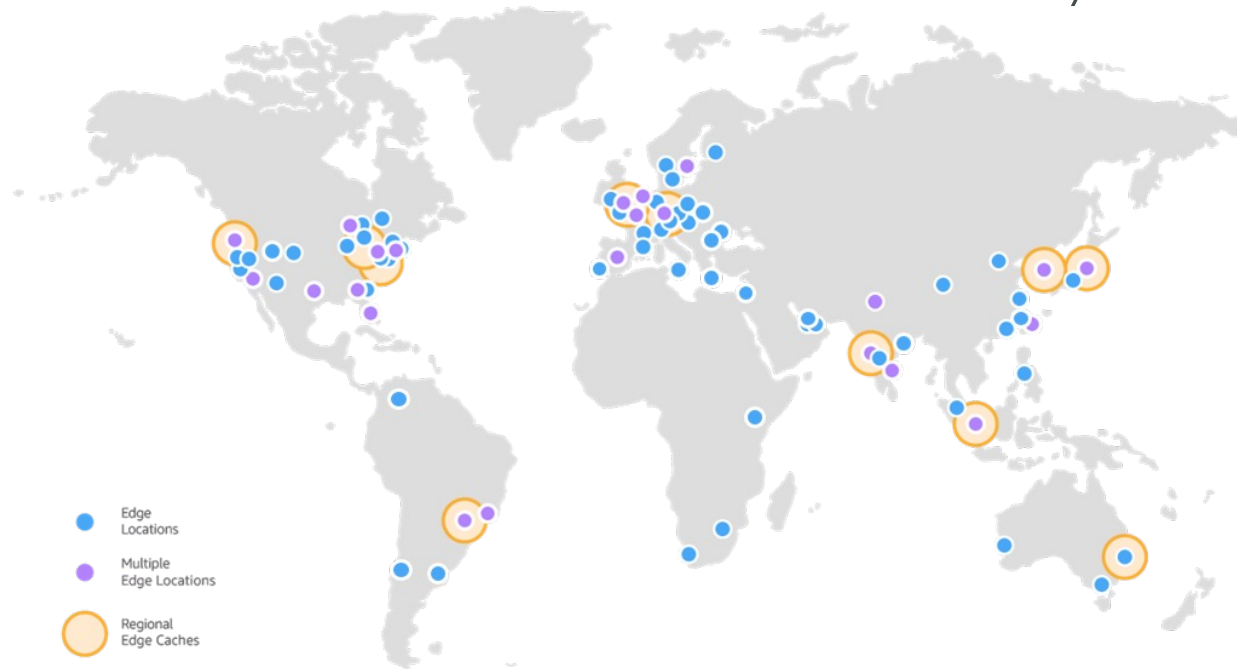 Edge
Locations
Multiple
Edge Locations
Regional
Edge Caches